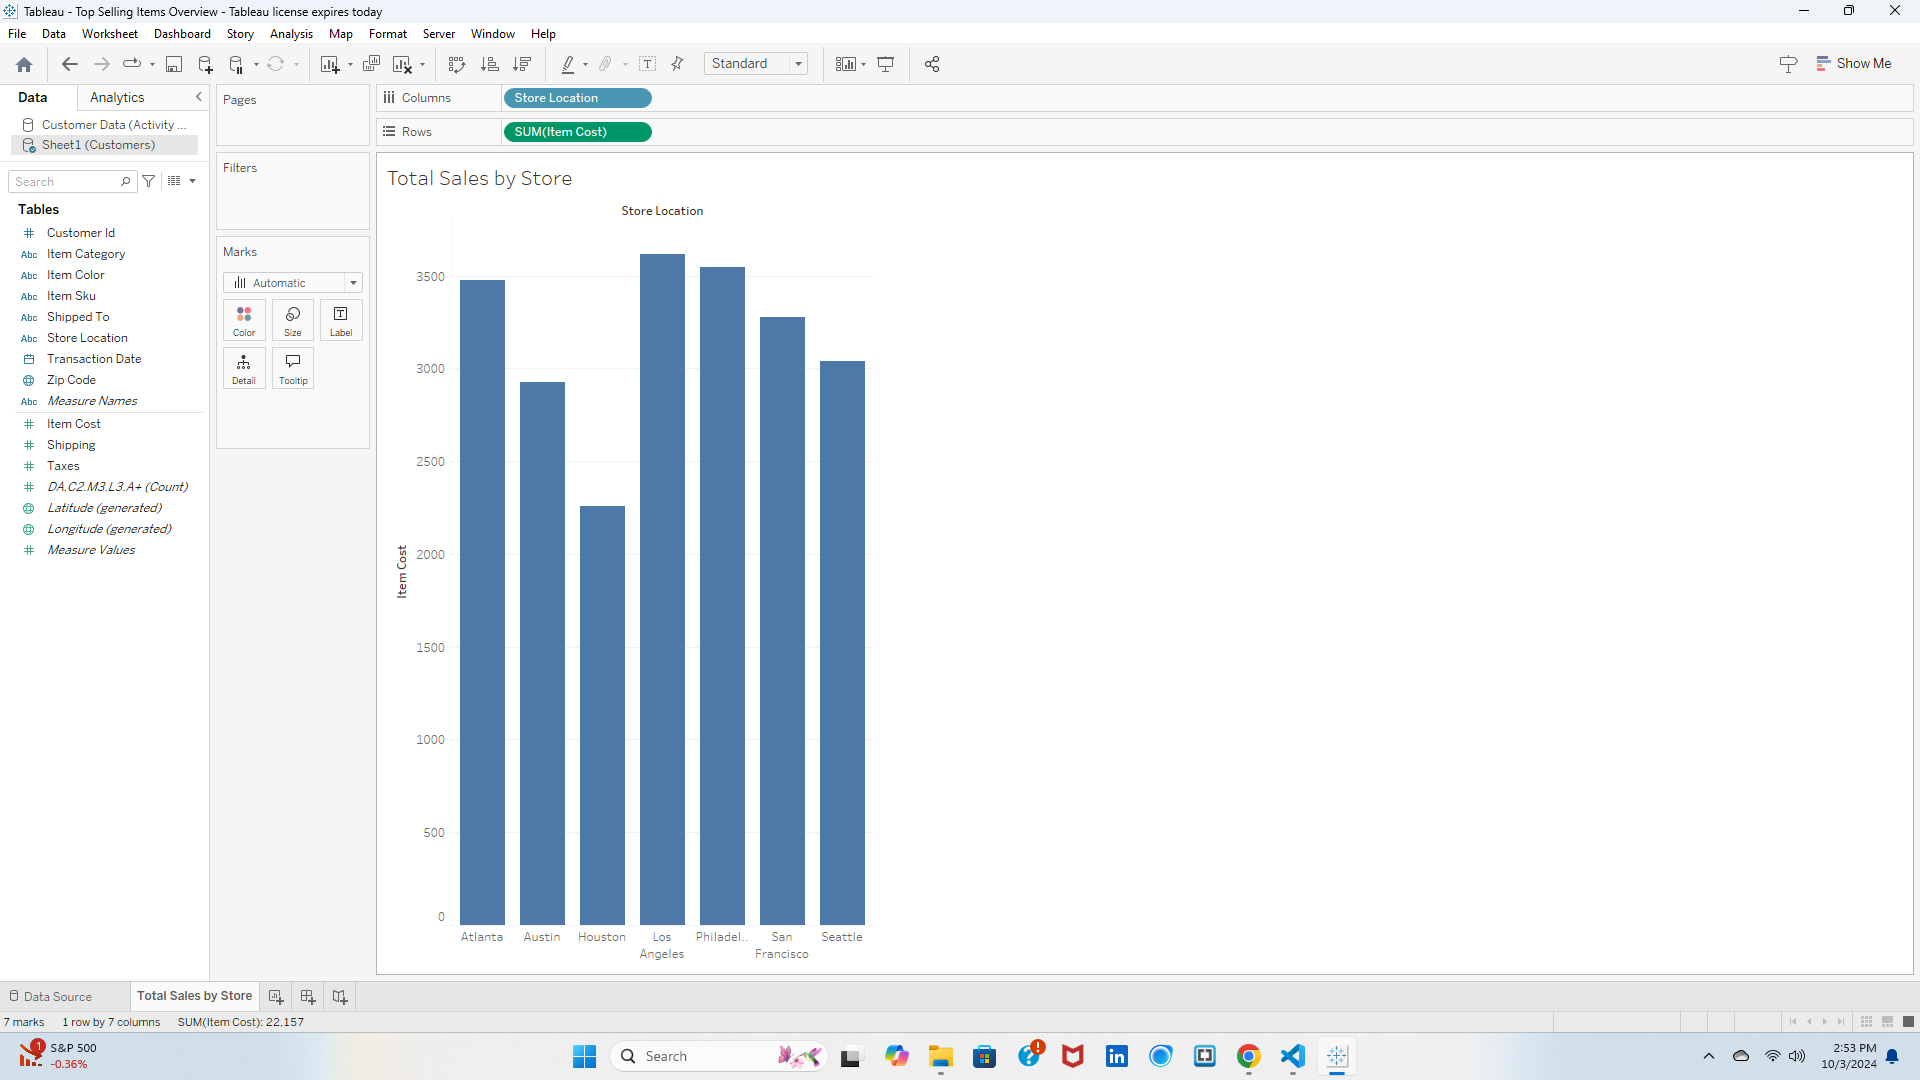 Tableau - Top Selling Items Overview - Tableau license expires today
File Data Worksheet Dashboard Story Analysis Map Format Server Window Help
Standard
Show Me
Data Analytics
Customer Data (Activity ...
Sheet1 (Customers)
Search
Tables
Customer Id
Abc Item Category
Abc Item Color
Abc Item Sku
Abc Shipped To
Abc Store Location
Transaction Date
Zip Code
Abc Measure Names
Item Cost
Shipping
Taxes
DA.C2.M3.L3.A+ (Count)
Latitude (generated)
Longitude (generated)
Measure Values
Pages
Filters
Marks
Automatic
Color Size Label
Detail Tooltip
Columns Store Location
Rows SUM(Item Cost)
Total Sales by Store
Store Location
Item Cost
3500
3000
2500
2000
1500
1000
500
0
Atlanta Austin Houston Los Angeles Philadel.. San Francisco Seattle
Data Source Total Sales by Store
7 marks 1 row by 7 columns SUM(Item Cost): 22,157
1
S&P 500
-0.36%
Search
2:53 PM
10/3/2024